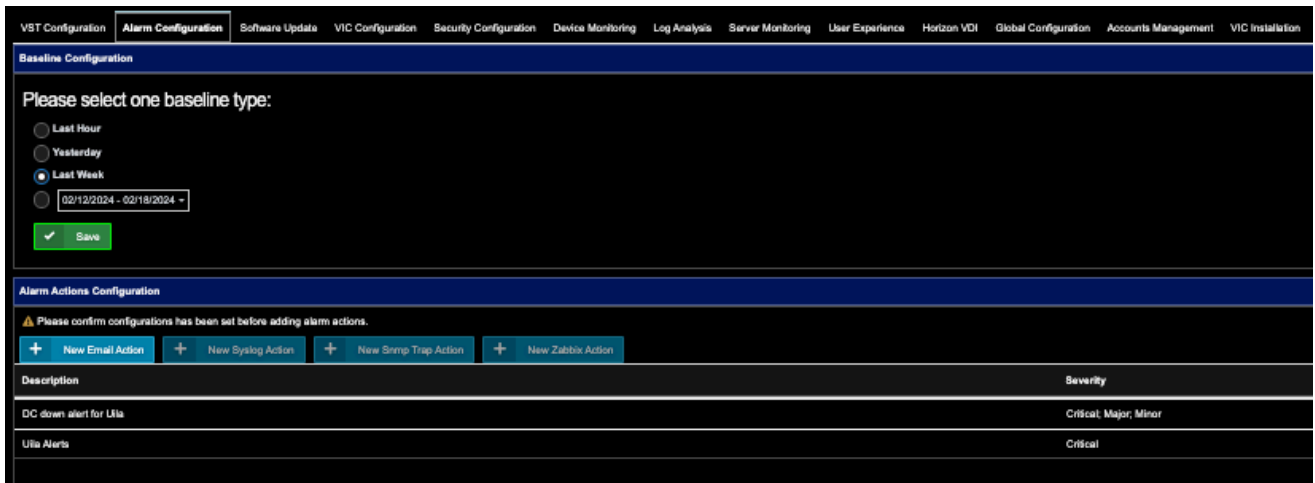 VST Configuration Alarm Configuration Software Update VIC Configuration Security Configuration Device Monitoring Log Analysis Server Monitoring User Experience Horizon VDI Global Configuration Accounts Management VIC Installation
Baseline Configuration
Please select one baseline type:
Last Hour
Yesterday
Last Week
02/12/2024 - 02/18/2024
Save
Alarm Actions Configuration
Please confirm configurations has been set before adding alarm actions.
New Email Action New Syslog Action New Snmp Trap Action New Zabbix Action
Description Severity
DC down alert for Uila Critical; Major; Minor
Uila Alerts Critical